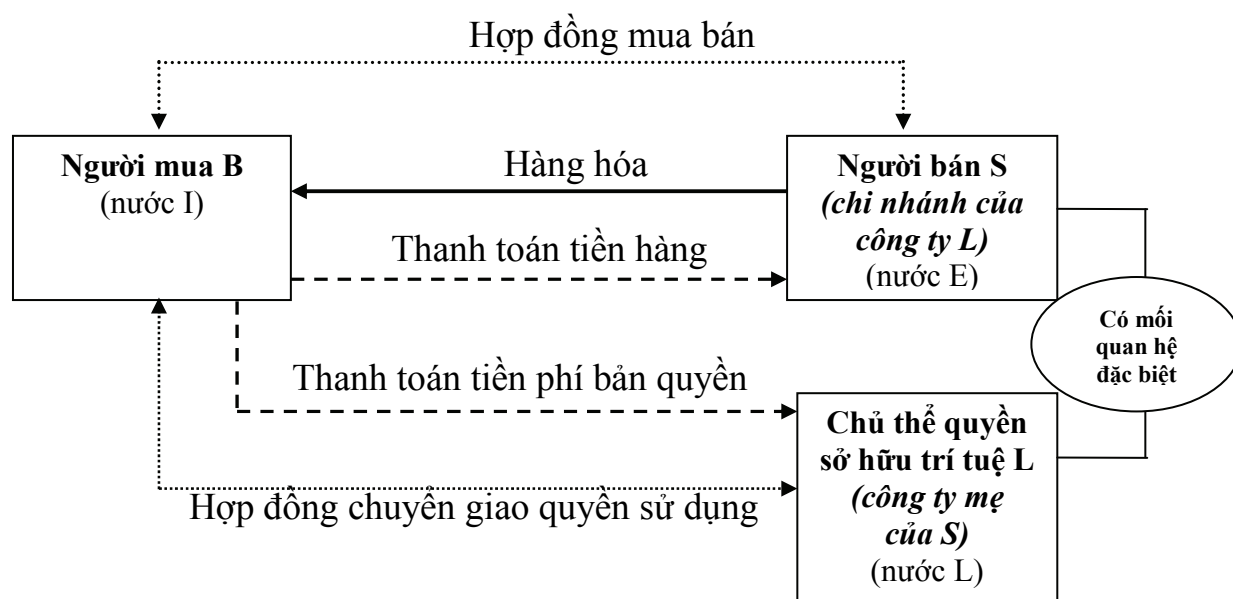 Hợp đồng mua bán
Người mua B
(nước I)
Hàng hóa
Thanh toán tiền hàng
Người bán S
(chi nhánh của
công ty L)
(nước E)
Có mối
quan hệ
đặc biệt
Thanh toán tiền phí bản quyền
Hợp đồng chuyển giao quyền sử dụng
Chủ thể quyền
sở hữu trí tuệ L
(công ty mẹ
của S)
(nước L)